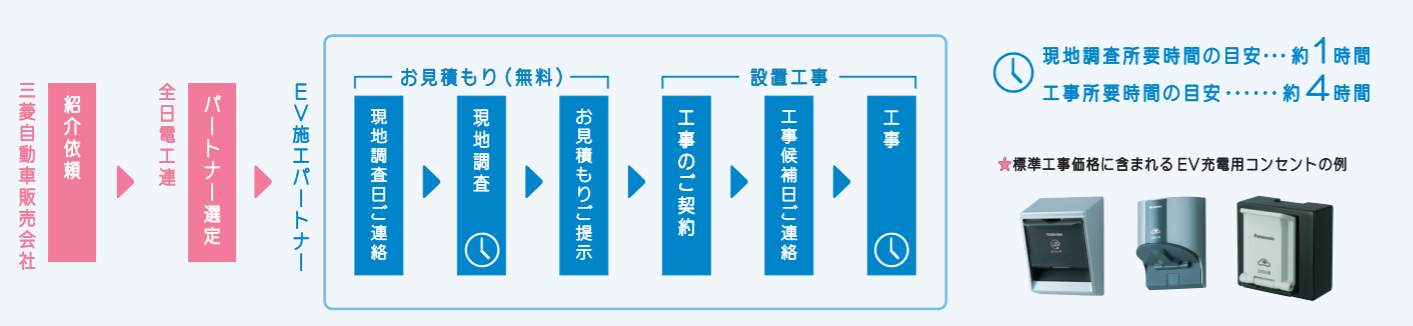 三菱自動車販売会社
紹介依頼
全日電工連
パートナー選定
EV施工パートナー
お見積もり（無料）
現地調査日ご連絡
現地調査
お見積もりご提示
設置工事
工事のご契約
工事候補日ご連絡
工事
現地調査所要時間の目安･･･約1時間
工事所要時間の目安･･････約4時間
★標準工事価格に含まれるEV充電用コンセントの例
TOSHIBA
Panasonic
Panasonic